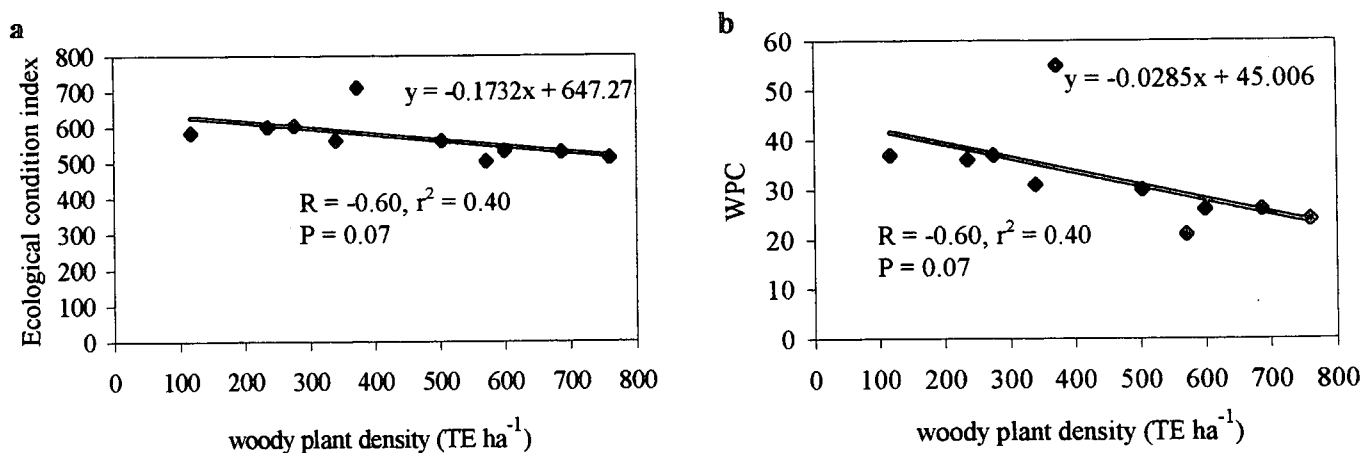 a
Ecological condition index
800
700
600
500
400
300
200
100
0
y = -0.1732x + 647.27
R = -0.60, r² = 0.40
P = 0.07
0 100 200 300 400 500 600 700 800
woody plant density (TE ha⁻¹)
b
WPC
60
50
40
30
20
10
0
y = -0.0285x + 45.006
R = -0.60, r² = 0.40
P = 0.07
0 100 200 300 400 500 600 700 800
woody plant density (TE ha⁻¹)